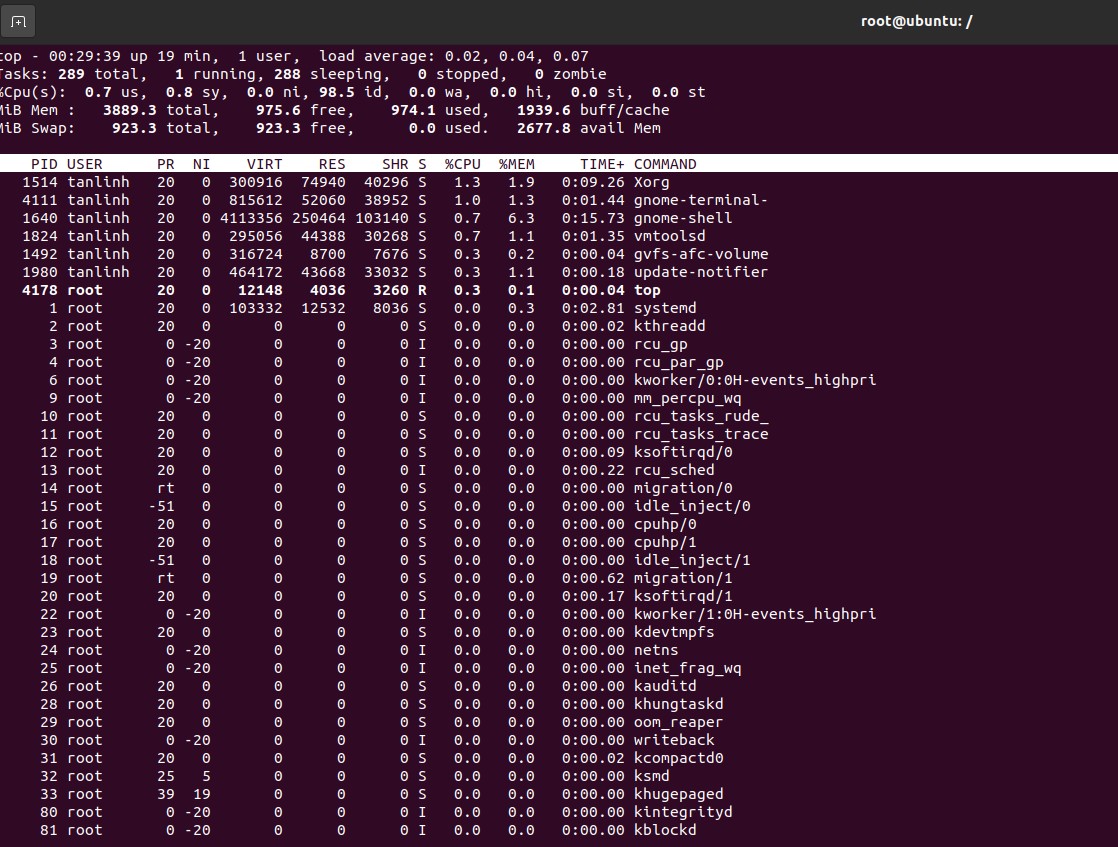 root@ubuntu: /
top - 00:29:39 up 19 min,  1 user,  load average: 0.02, 0.04, 0.07
Tasks: 289 total,   1 running, 288 sleeping,   0 stopped,   0 zombie
%Cpu(s):  0.7 us,  0.8 sy,  0.0 ni, 98.5 id,  0.0 wa,  0.0 hi,  0.0 si,  0.0 st
MiB Mem :   3889.3 total,    975.6 free,    974.1 used,   1939.6 buff/cache
MiB Swap:    923.3 total,    923.3 free,      0.0 used.   2677.8 avail Mem
PID USER      PR  NI    VIRT    RES    SHR S  %CPU  %MEM     TIME+ COMMAND
1514 tanlinh   20   0  300916  74940  40296 S   1.3   1.9   0:09.26 Xorg
4111 tanlinh   20   0  815612  52060  38952 S   1.0   1.3   0:01.44 gnome-terminal-
1640 tanlinh   20   0 4113356 250464 103140 S   0.7   6.3   0:15.73 gnome-shell
1824 tanlinh   20   0  295056  44388  30268 S   0.7   1.1   0:01.35 vmtoolsd
1492 tanlinh   20   0  316724   8700   7676 S   0.3   0.2   0:00.04 gvfs-afc-volume
1980 tanlinh   20   0  464172  43668  33032 S   0.3   1.1   0:00.18 update-notifier
4178 root      20   0   12148   4036   3260 R   0.3   0.1   0:00.04 top
1 root      20   0  103332  12532   8036 S   0.0   0.3   0:02.81 systemd
2 root      20   0       0      0      0 S   0.0   0.0   0:00.02 kthreadd
3 root       0 -20       0      0      0 I   0.0   0.0   0:00.00 rcu_gp
4 root       0 -20       0      0      0 I   0.0   0.0   0:00.00 rcu_par_gp
6 root       0 -20       0      0      0 I   0.0   0.0   0:00.00 kworker/0:0H-events_highpri
9 root       0 -20       0      0      0 I   0.0   0.0   0:00.00 mm_percpu_wq
10 root      20   0       0      0      0 S   0.0   0.0   0:00.00 rcu_tasks_rude_
11 root      20   0       0      0      0 S   0.0   0.0   0:00.00 rcu_tasks_trace
12 root      20   0       0      0      0 S   0.0   0.0   0:00.09 ksoftirqd/0
13 root      20   0       0      0      0 I   0.0   0.0   0:00.22 rcu_sched
14 root      rt   0       0      0      0 S   0.0   0.0   0:00.00 migration/0
15 root     -51   0       0      0      0 S   0.0   0.0   0:00.00 idle_inject/0
16 root      20   0       0      0      0 S   0.0   0.0   0:00.00 cpuhp/0
17 root      20   0       0      0      0 S   0.0   0.0   0:00.00 cpuhp/1
18 root     -51   0       0      0      0 S   0.0   0.0   0:00.00 idle_inject/1
19 root      rt   0       0      0      0 S   0.0   0.0   0:00.62 migration/1
20 root      20   0       0      0      0 S   0.0   0.0   0:00.17 ksoftirqd/1
22 root       0 -20       0      0      0 I   0.0   0.0   0:00.00 kworker/1:0H-events_highpri
23 root      20   0       0      0      0 S   0.0   0.0   0:00.00 kdevtmpfs
24 root       0 -20       0      0      0 I   0.0   0.0   0:00.00 netns
25 root       0 -20       0      0      0 I   0.0   0.0   0:00.00 inet_frag_wq
26 root      20   0       0      0      0 S   0.0   0.0   0:00.00 kauditd
28 root      20   0       0      0      0 S   0.0   0.0   0:00.00 khungtaskd
29 root      20   0       0      0      0 S   0.0   0.0   0:00.00 oom_reaper
30 root       0 -20       0      0      0 I   0.0   0.0   0:00.00 writeback
31 root      20   0       0      0      0 S   0.0   0.0   0:00.02 kcompactd0
32 root      25   5       0      0      0 S   0.0   0.0   0:00.00 ksmd
33 root      39  19       0      0      0 S   0.0   0.0   0:00.00 khugepaged
80 root       0 -20       0      0      0 I   0.0   0.0   0:00.00 kintegrityd
81 root       0 -20       0      0      0 I   0.0   0.0   0:00.00 kblockd